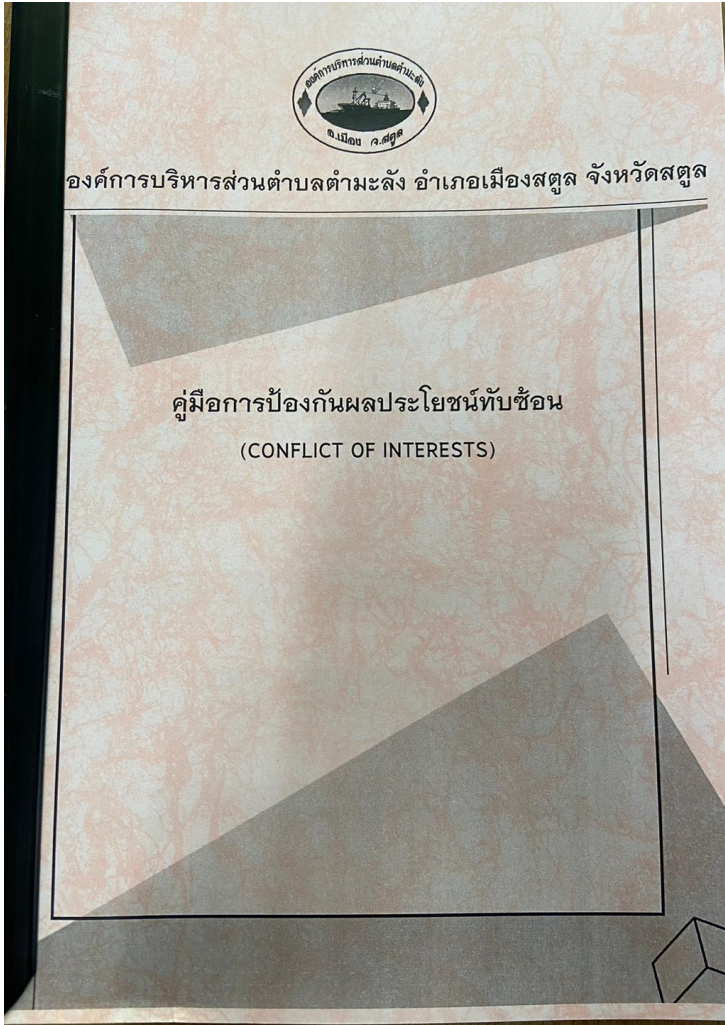 องค์การบริหารส่วนตำบลตำมะลัง
อ.เมือง จ.สตูล
องค์การบริหารส่วนตำบลตำมะลัง อำเภอเมืองสตูล จังหวัดสตูล
คู่มือการป้องกันผลประโยชน์ทับซ้อน
(CONFLICT OF INTERESTS)